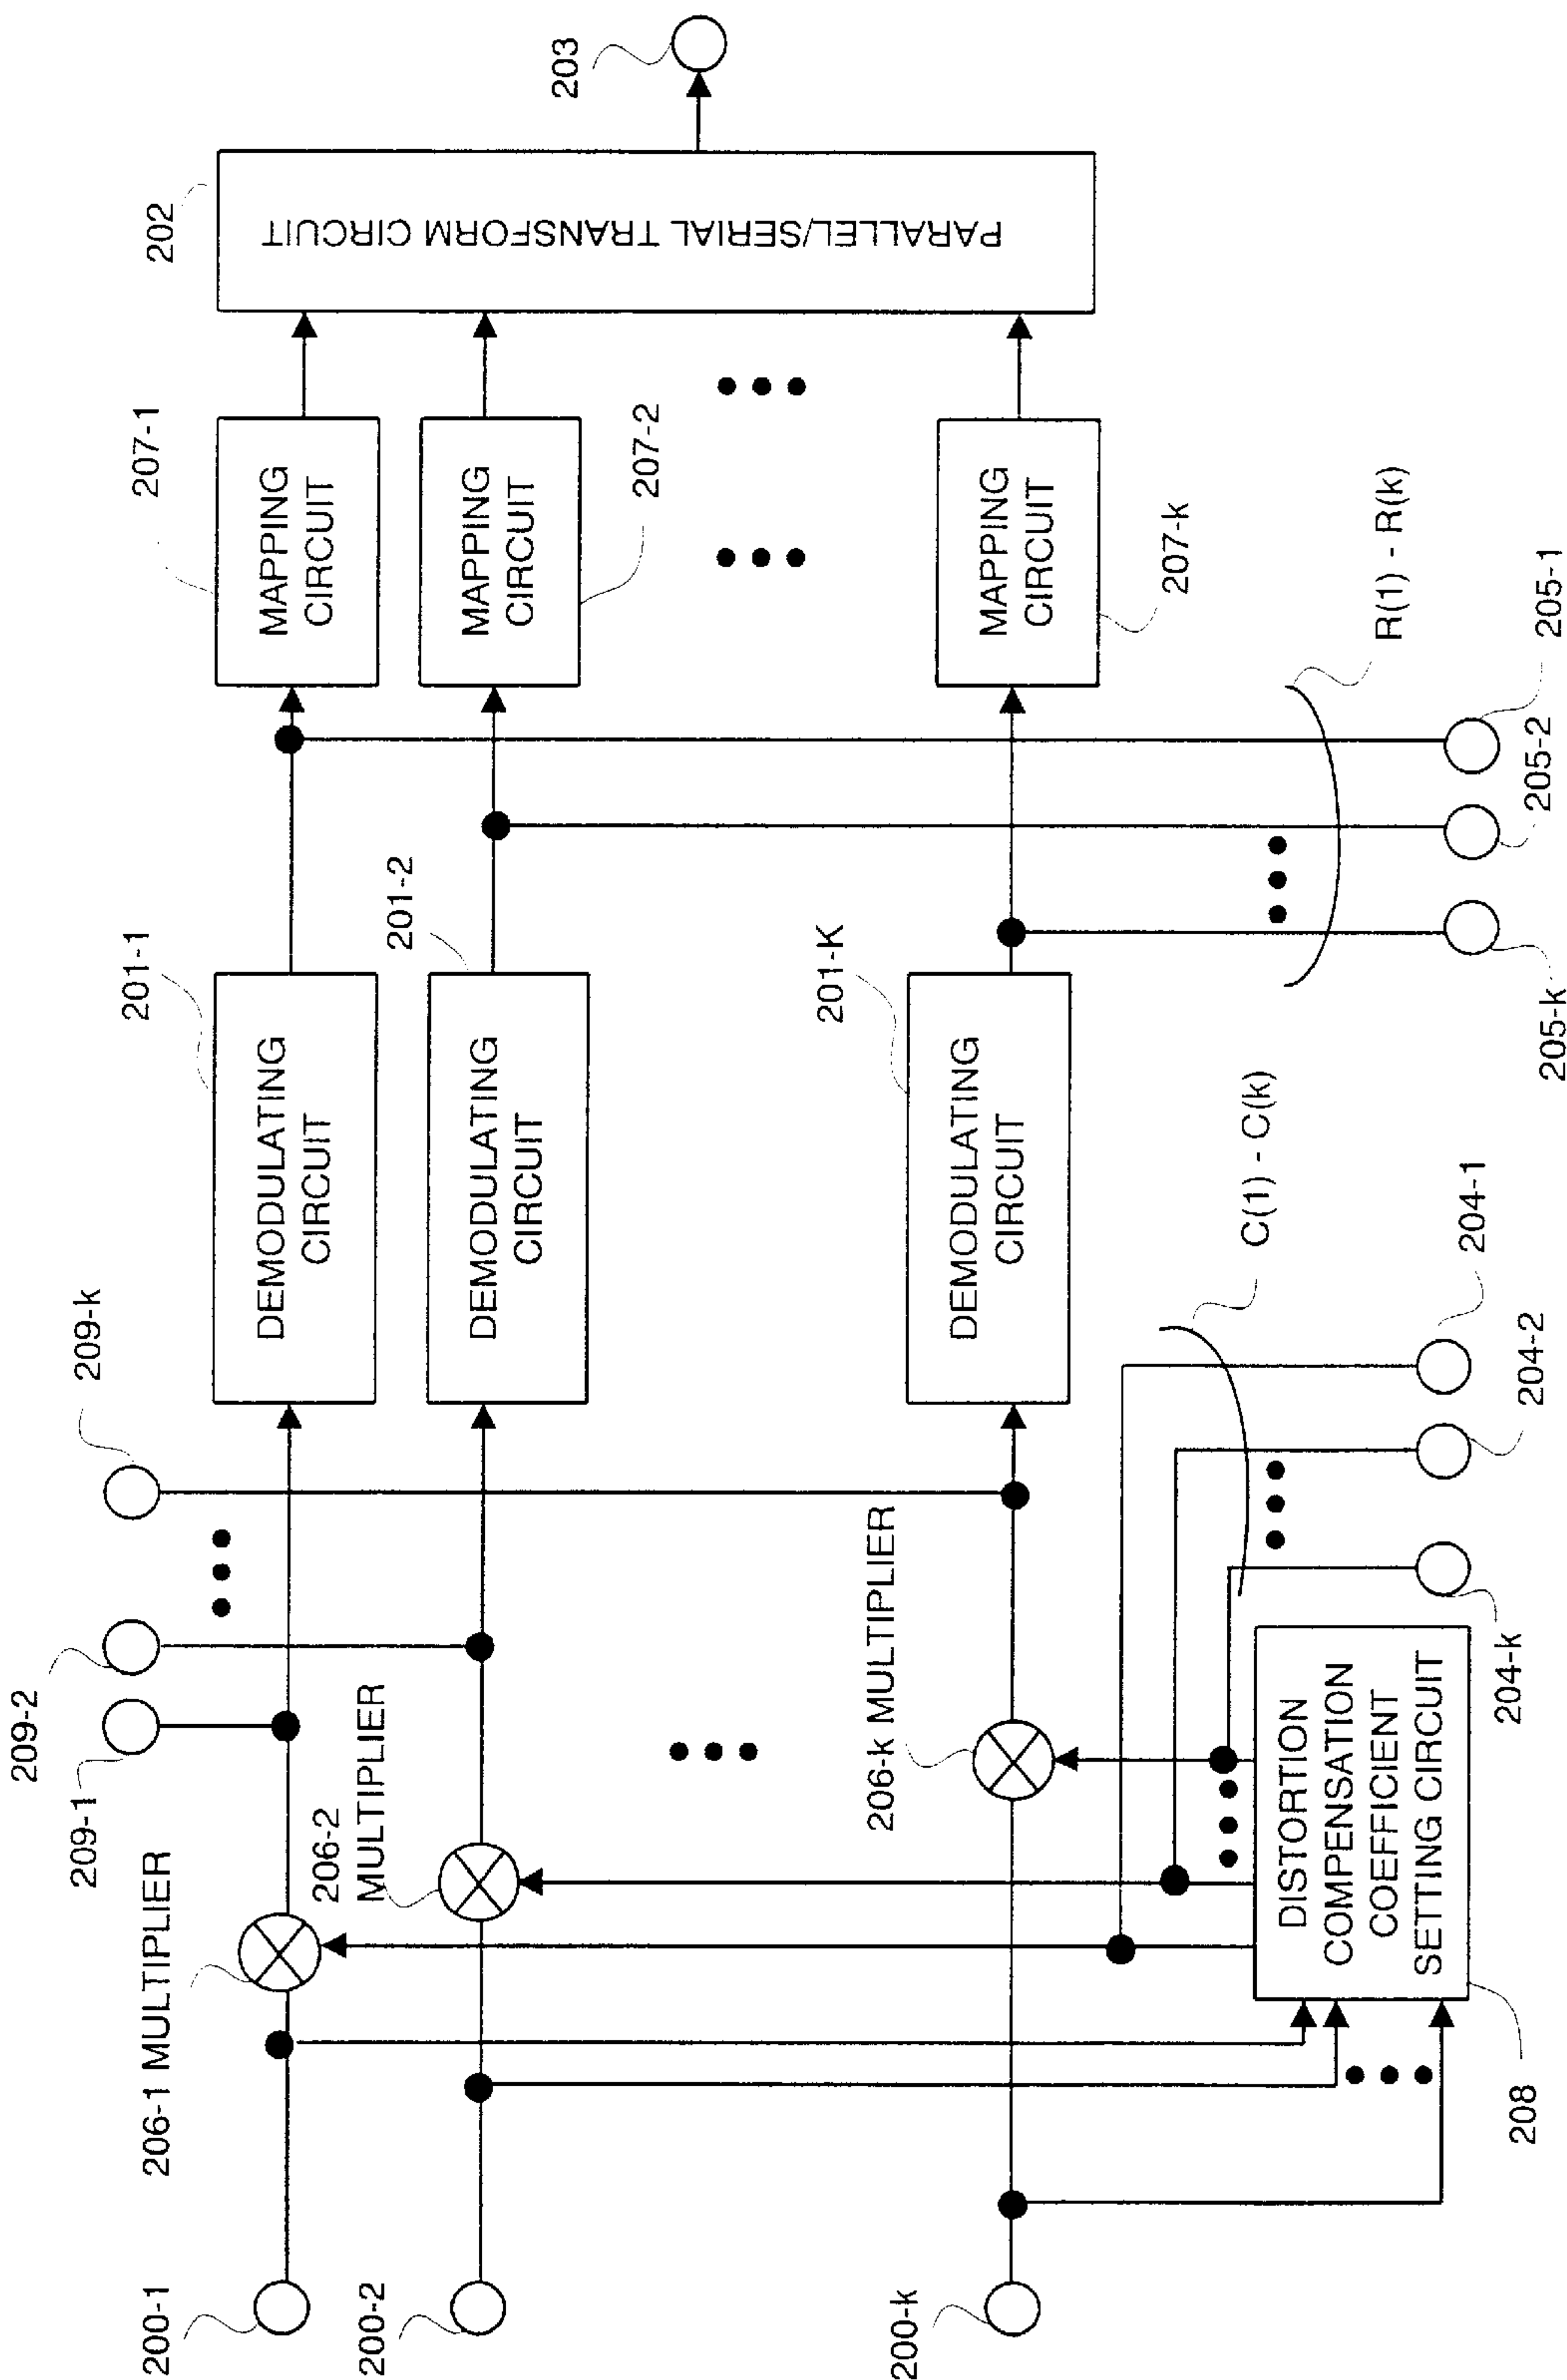 209-2
209-1
209-k
206-1 MULTIPLIER
201-1
207-1
202
203
200-1
DEMODULATING
CIRCUIT
MAPPING
CIRCUIT
PARALLEL/SERIAL TRANSFORM CIRCUIT
206-2
MULTIPLIER
201-2
200-2
DEMODULATING
CIRCUIT
MAPPING
CIRCUIT
207-2
206-k MULTIPLIER
201-K
200-k
DEMODULATING
CIRCUIT
MAPPING
CIRCUIT
207-k
C(1) - C(k)
R(1) - R(k)
DISTORTION
COMPENSATION
COEFFICIENT
SETTING CIRCUIT
208
204-k
204-2
204-1
205-k
205-2
205-1